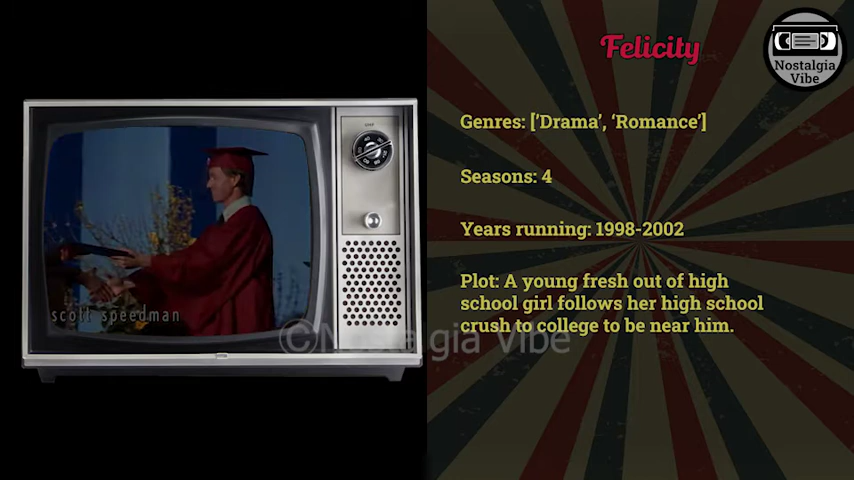 Felicity
Nostalgia
Vibe
Genres: ['Drama', 'Romance']
Seasons: 4
Years running: 1998-2002
Plot: A young fresh out of high
school girl follows her high school
crush to college to be near him.
scott speedman
©Nostalgia Vibe